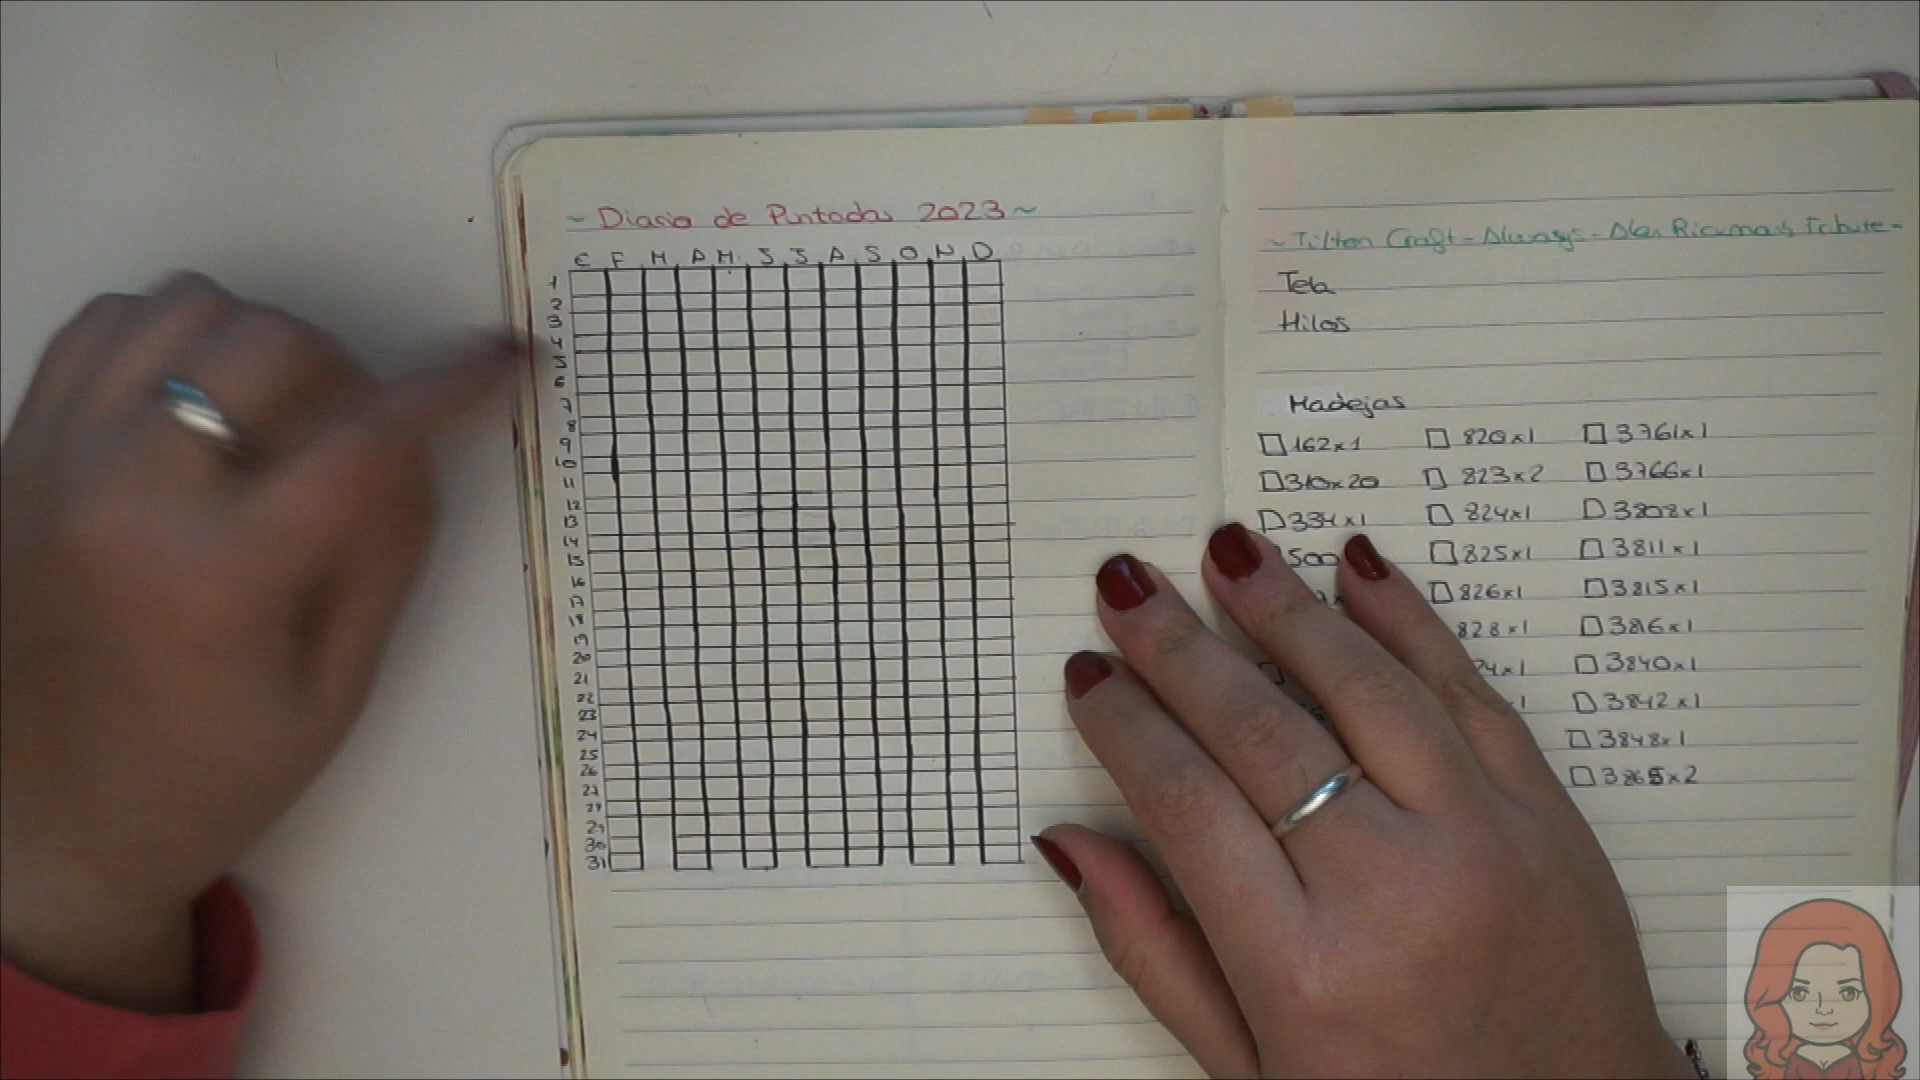 ~ Diario de Puntadas 2023 ~
E F M A M J J A S O N D
1
2
3
4
5
6
7
8
9
10
11
12
13
14
15
16
17
18
19
20
21
22
23
24
25
26
27
28
29
30
31
~ Tilton Craft - Always - Alan Rickman's Tribute -
Tela
Hilos
Madejas
162x1 820x1 3761x1
310x20 823x2 3766x1
334x1 824x1 3808x1
500 825x1 3811x1
826x1 3815x1
828x1 3816x1
x1 3840x1
3842x1
3848x1
3865x2